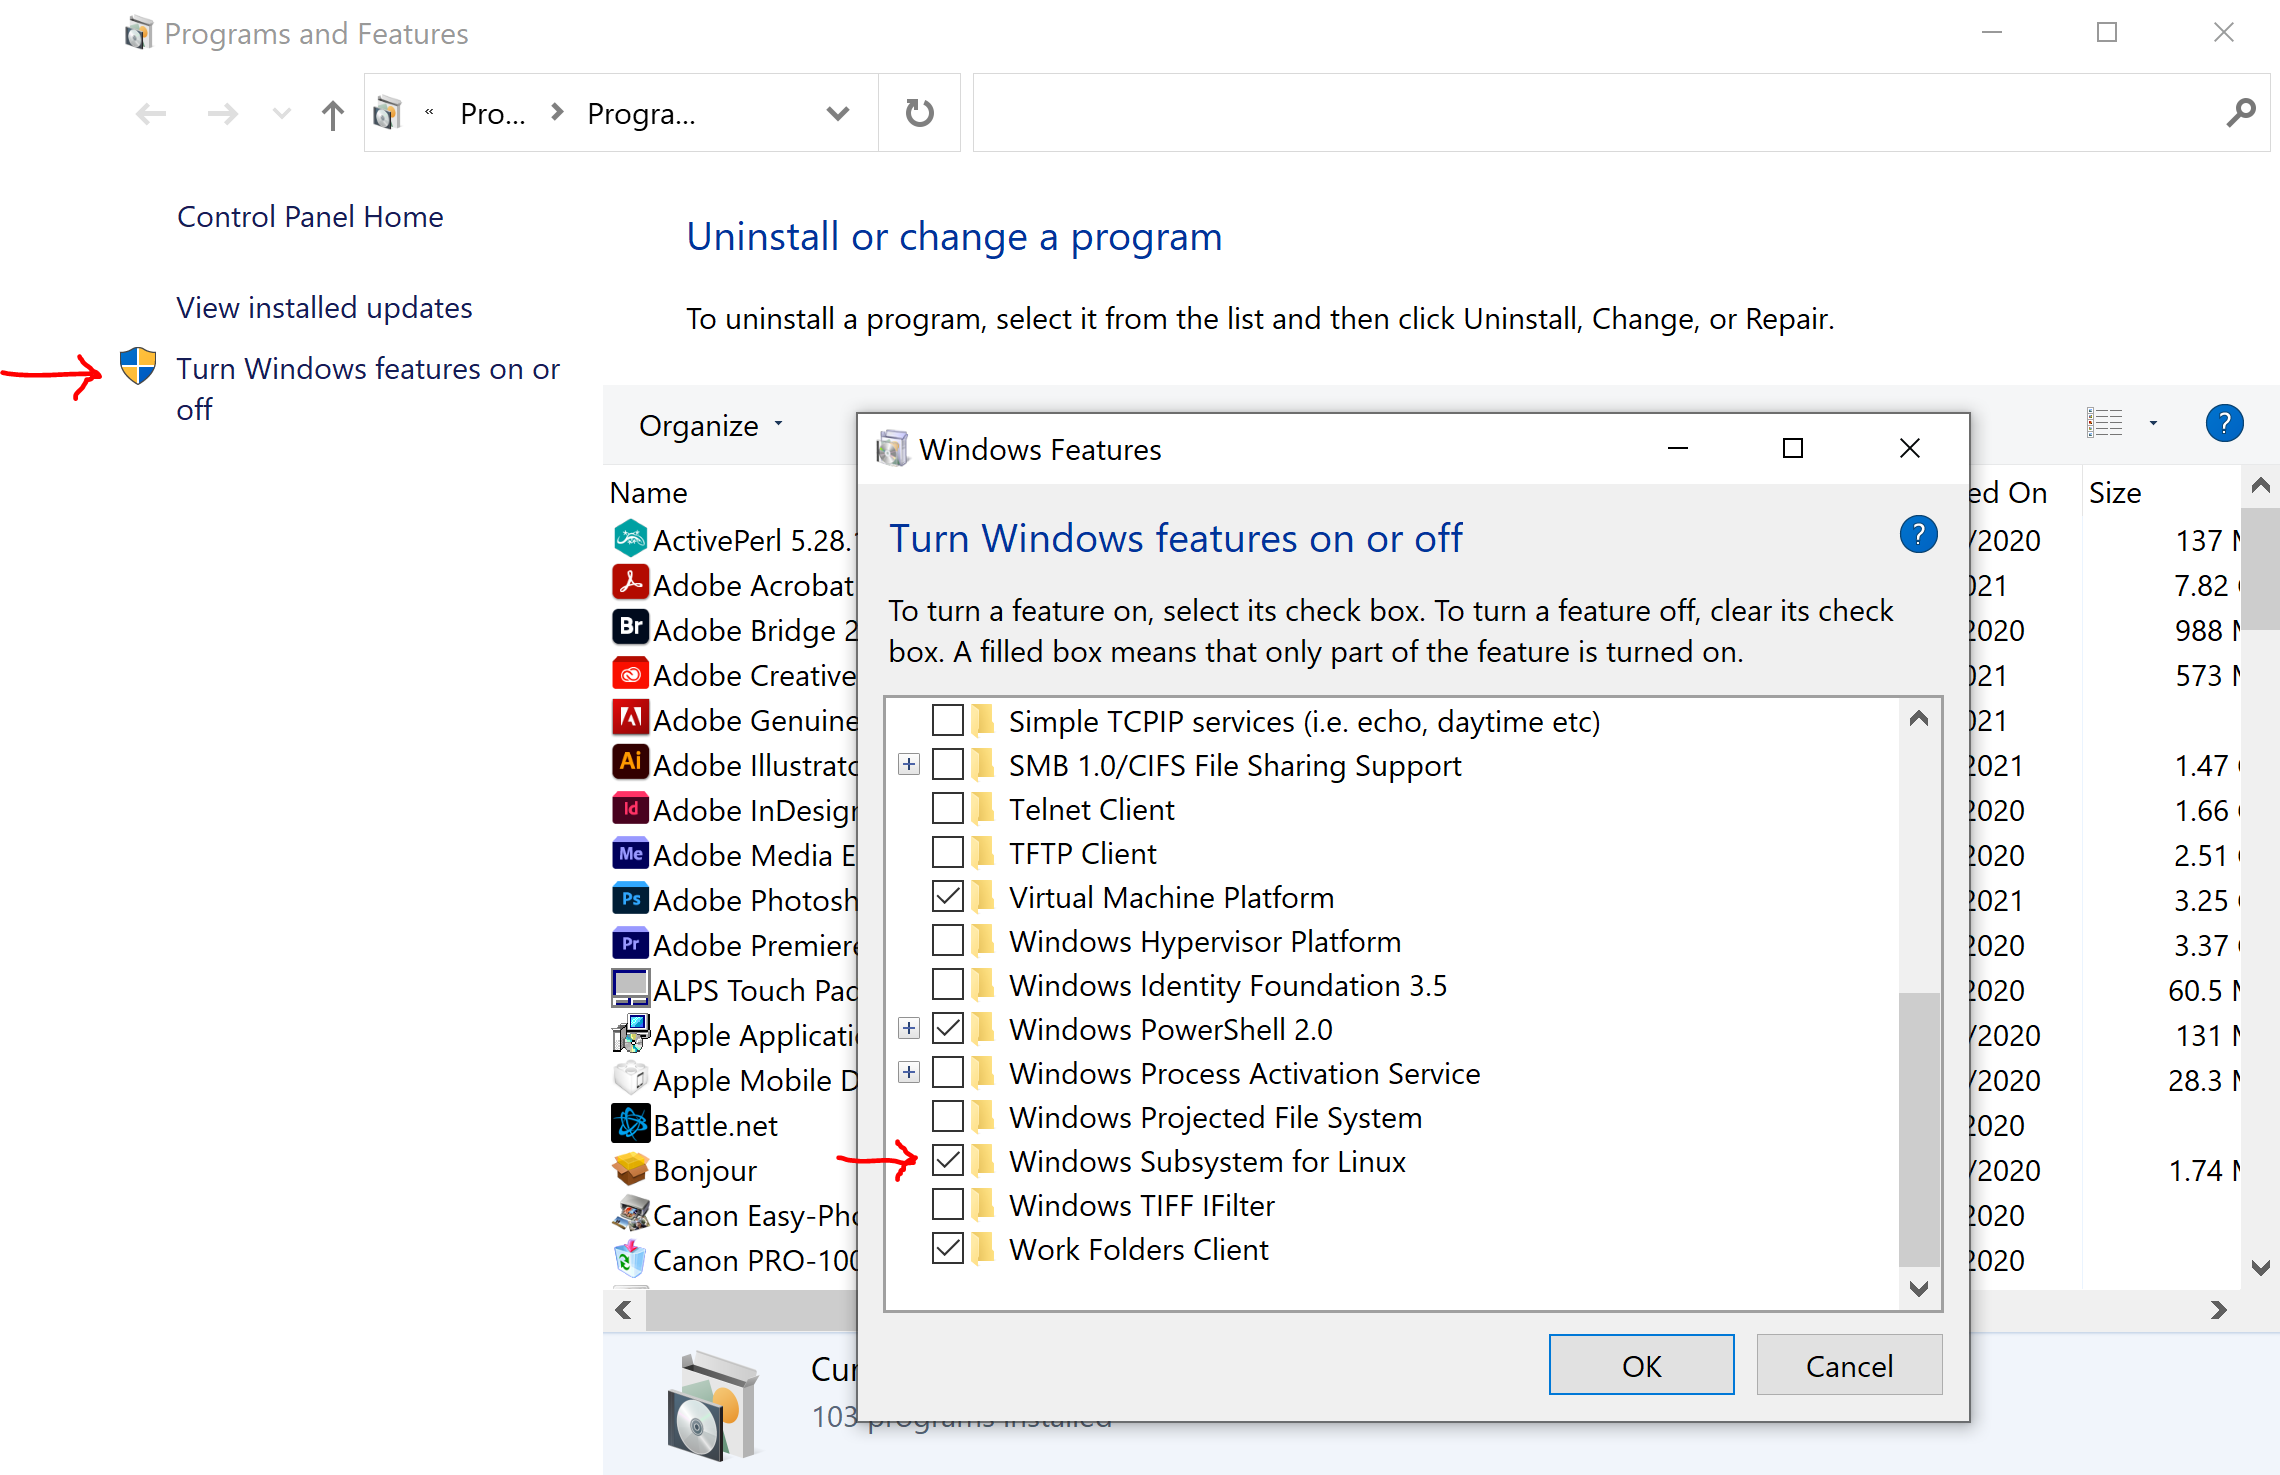 Programs and Features
« Pro... > Progra...
Control Panel Home
View installed updates
Turn Windows features on or
off
Uninstall or change a program
To uninstall a program, select it from the list and then click Uninstall, Change, or Repair.
Organize
Name
ed On
Size
ActivePerl 5.28.
/2020
137
Adobe Acrobat
021
7.82
Br
Adobe Bridge 2
2020
988
Adobe Creative
021
573
Adobe Genuine
021
Ai
Adobe Illustrato
2021
1.47
Id
Adobe InDesign
2020
1.66
Me
Adobe Media E
2020
2.51
Ps
Adobe Photosh
2021
3.25
Pr
Adobe Premiere
2020
3.37
ALPS Touch Pad
2020
60.5
Apple Applicatio
/2020
131
Apple Mobile D
/2020
28.3
Battle.net
2020
Bonjour
/2020
1.74
Canon Easy-Pho
2020
Canon PRO-100
2020
Cur
103 programs installed
Windows Features
Turn Windows features on or off
To turn a feature on, select its check box. To turn a feature off, clear its check
box. A filled box means that only part of the feature is turned on.
Simple TCPIP services (i.e. echo, daytime etc)
SMB 1.0/CIFS File Sharing Support
Telnet Client
TFTP Client
Virtual Machine Platform
Windows Hypervisor Platform
Windows Identity Foundation 3.5
Windows PowerShell 2.0
Windows Process Activation Service
Windows Projected File System
Windows Subsystem for Linux
Windows TIFF IFilter
Work Folders Client
OK
Cancel